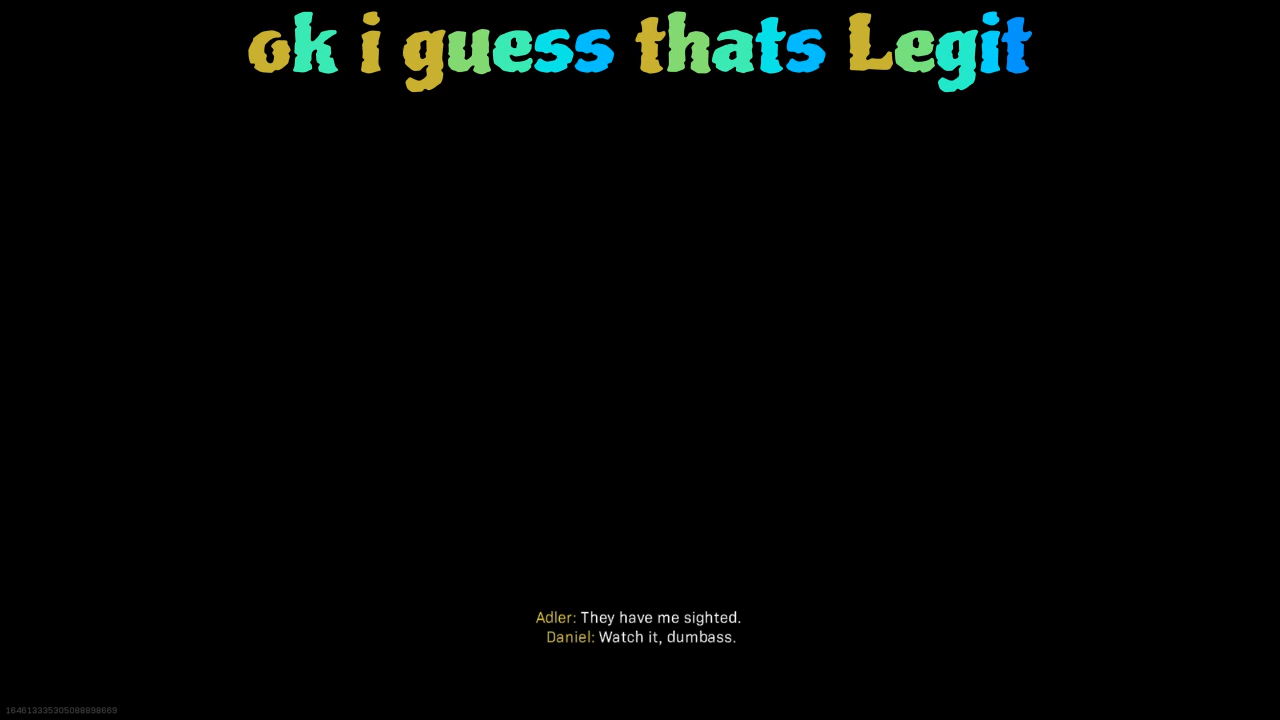 ok i guess thats Legit
Adler: They have me sighted.
Daniel: Watch it, dumbass.